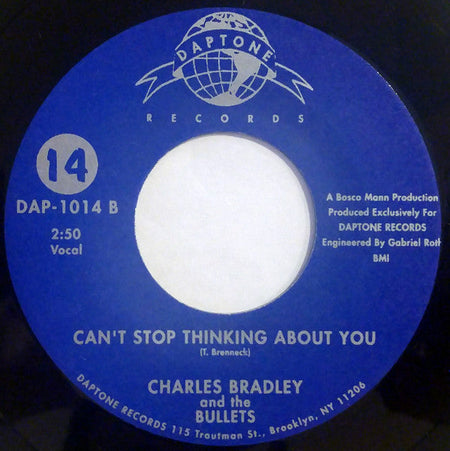 DAPTONE
RECORDS
14
DAP-1014 B
2:50
Vocal
A Bosco Mann Production
Produced Exclusively For
DAPTONE RECORDS
Engineered By Gabriel Roth
BMI
CAN'T STOP THINKING ABOUT YOU
(T. Brenneck)
CHARLES BRADLEY
and the
BULLETS
DAPTONE RECORDS 115 Troutman St., Brooklyn, NY 11206